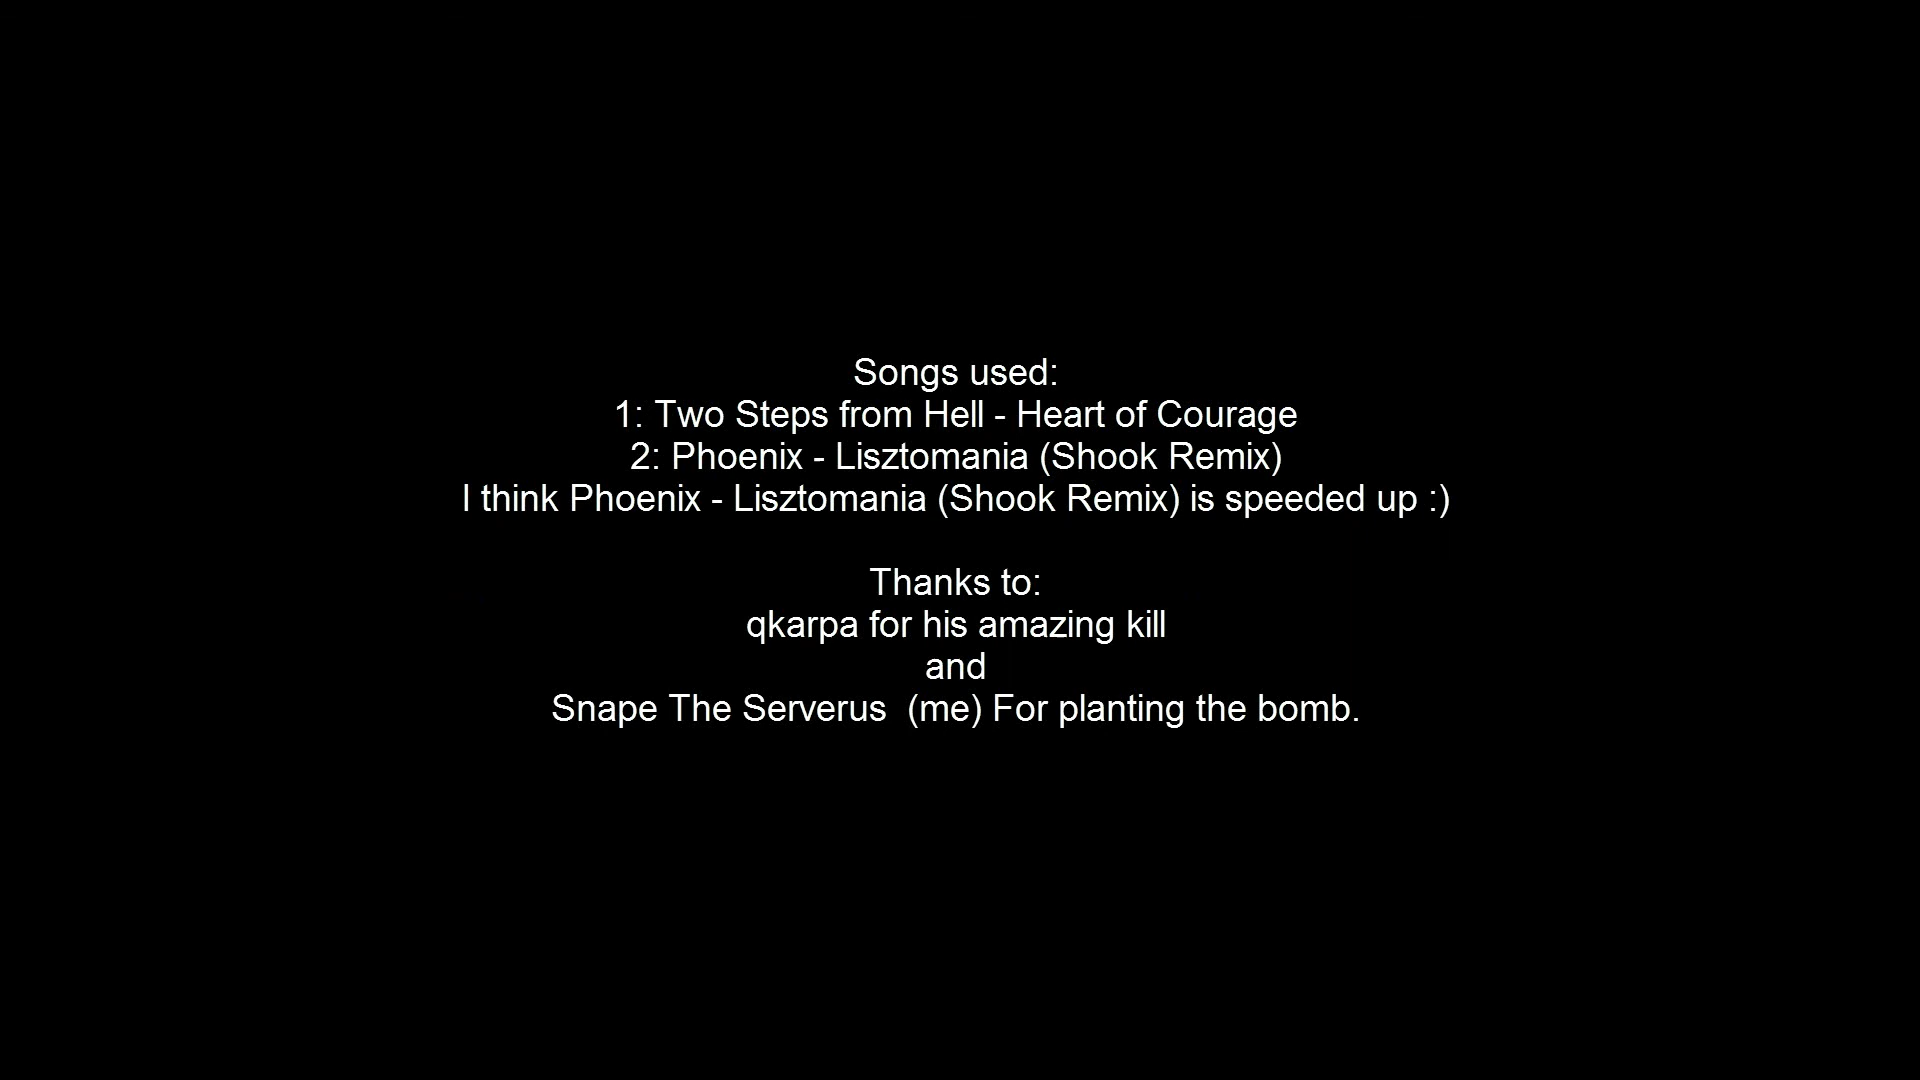 Songs used:
1: Two Steps from Hell - Heart of Courage
2: Phoenix - Lisztomania (Shook Remix)
I think Phoenix - Lisztomania (Shook Remix) is speeded up :)
Thanks to:
qkarpa for his amazing kill
and
Snape The Serverus  (me) For planting the bomb.